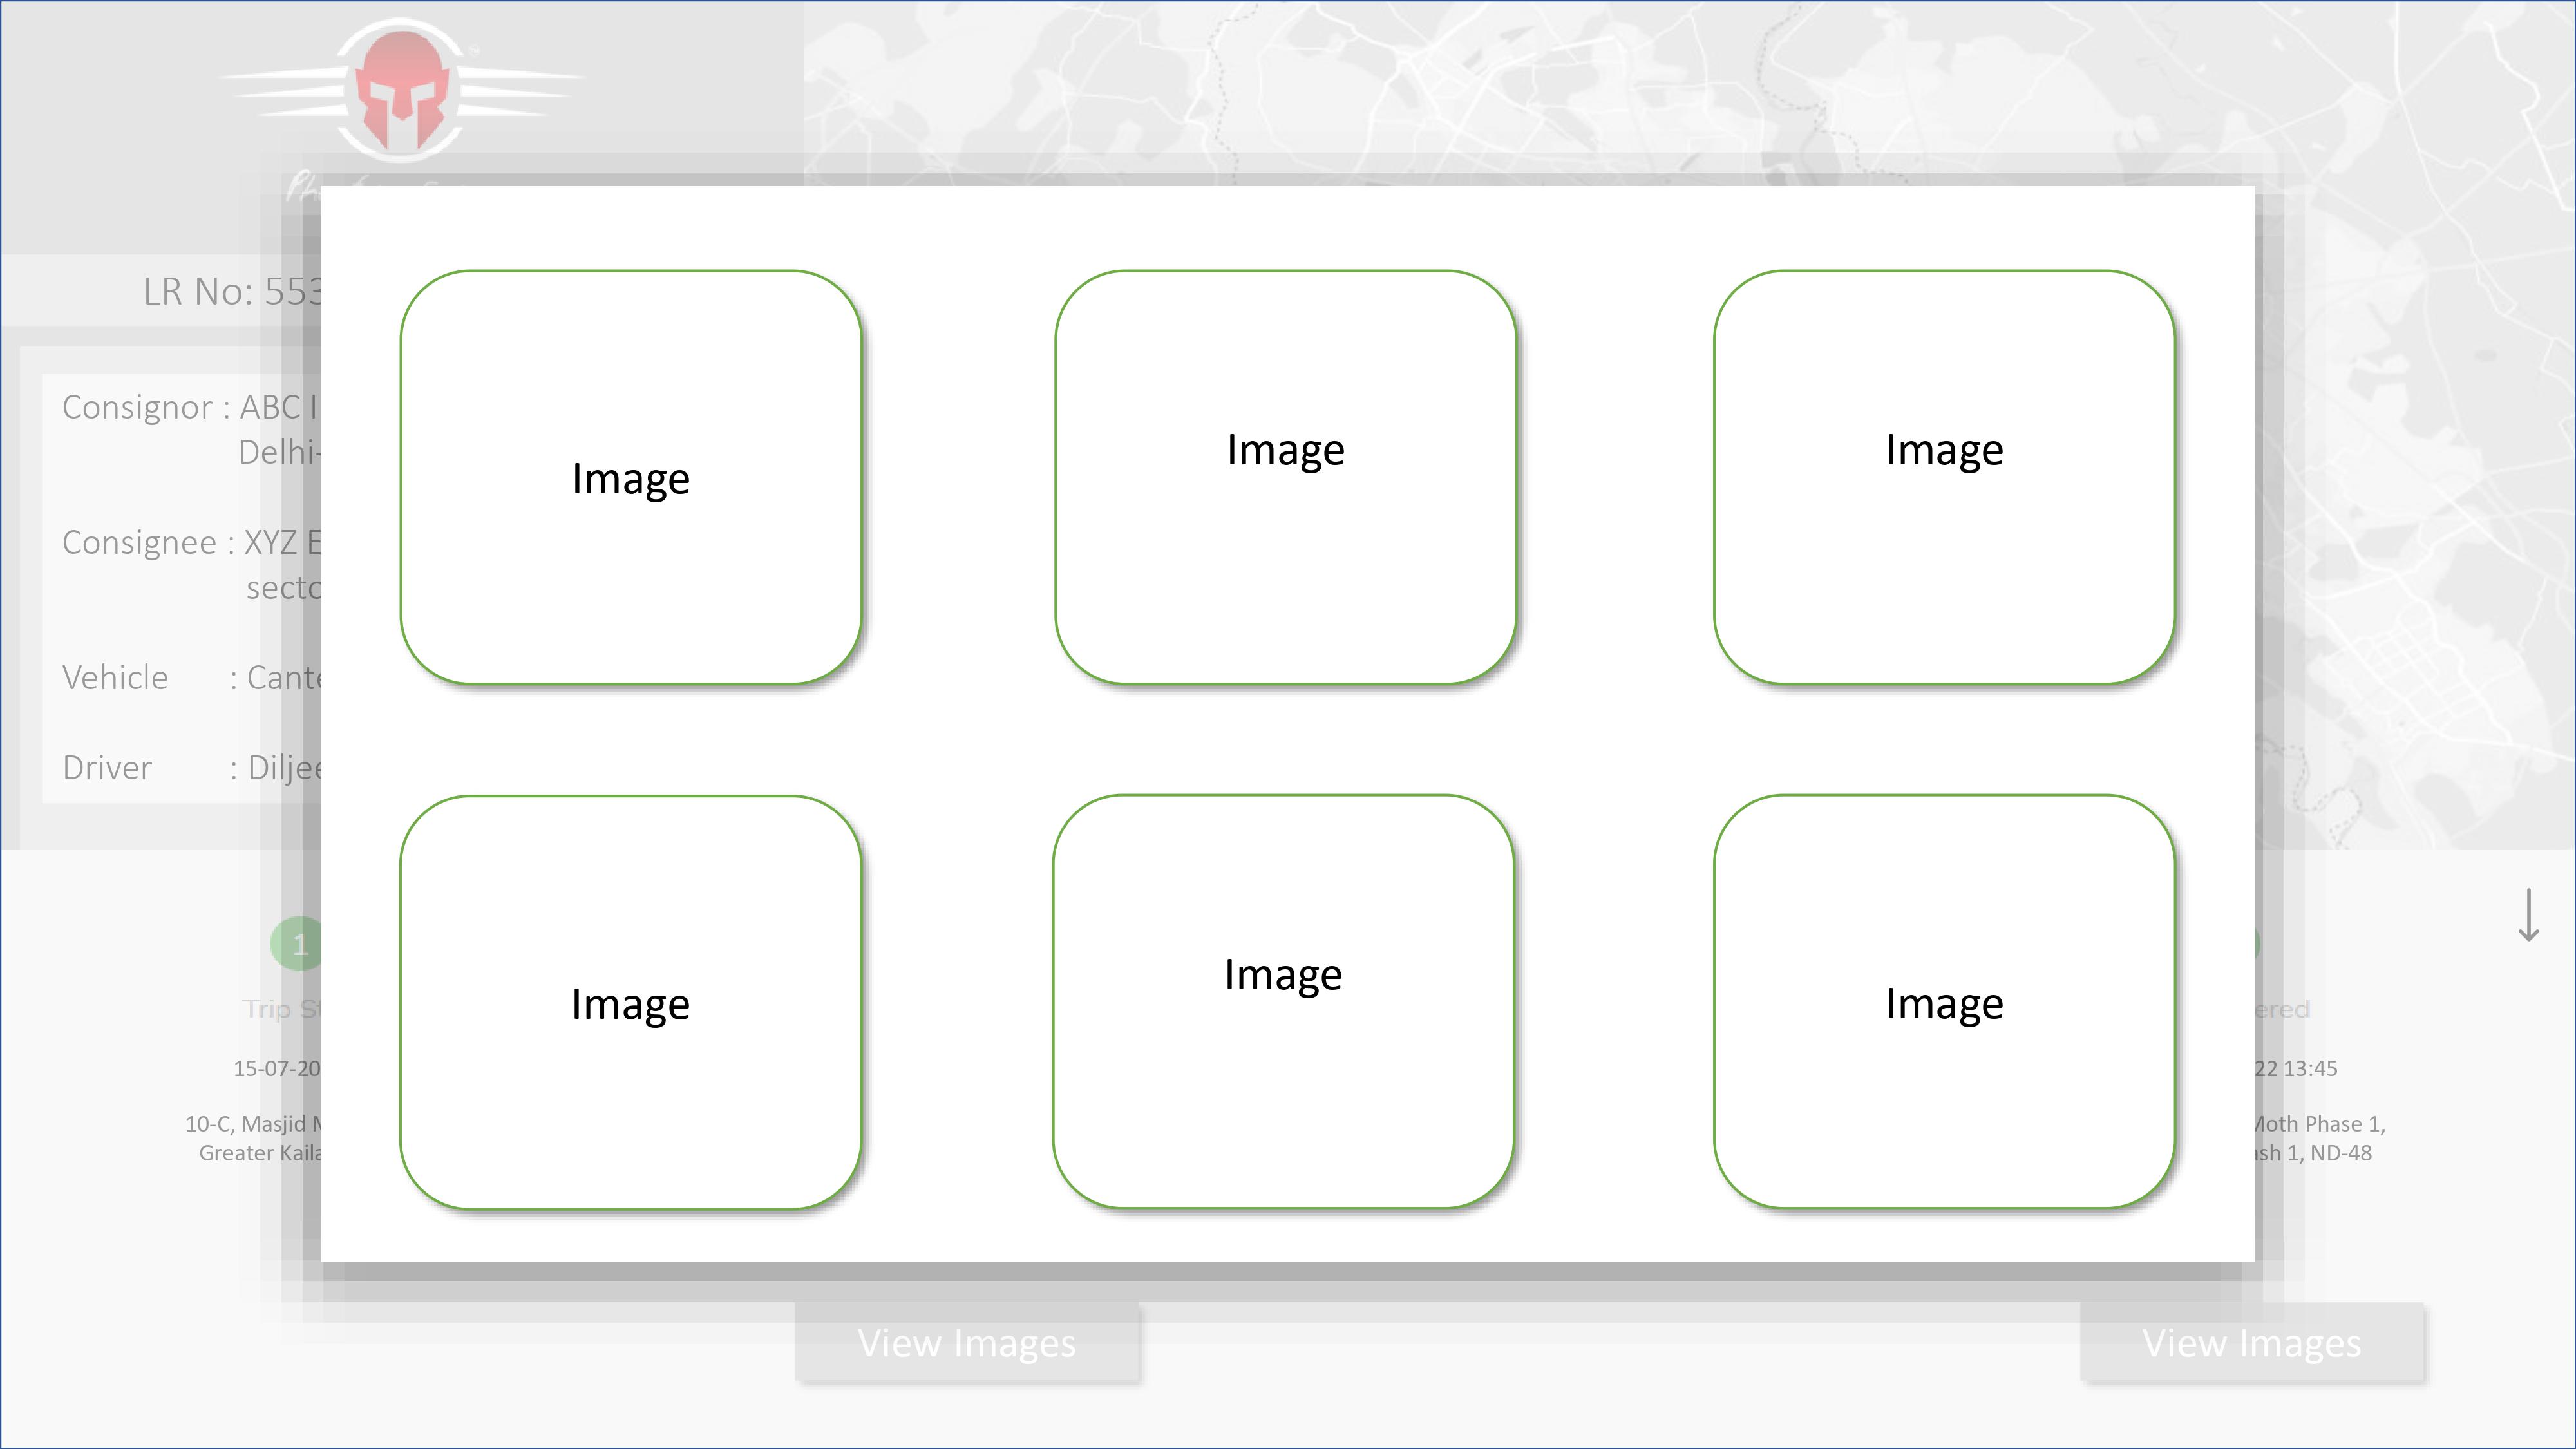 LR No: 553
Consignor : ABC I
Delhi-
Consignee : XYZ E
secto
Vehicle : Cante
Driver : Diljee
Image
Image
Image
Image
Image
Image
1
Trip St
ered
15-07-20
22 13:45
10-C, Masjid M
Moth Phase 1,
Greater Kaila
ash 1, ND-48
View Images
View Images